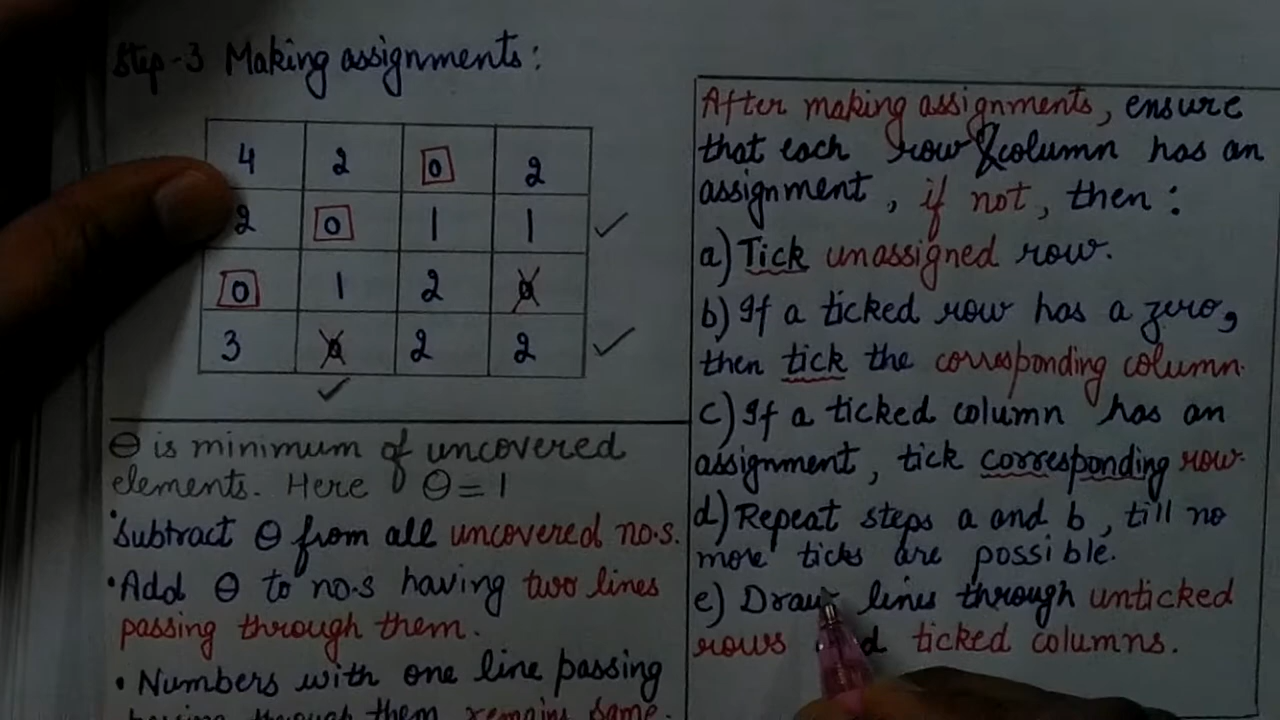 Step-3 Making assignments:
4 2 0 2
2 0 1 1 ✓
0 1 2 0
3 0 2 2 ✓
✓
θ is minimum of uncovered
elements. Here θ = 1
• Subtract θ from all uncovered no.s.
• Add θ to no.s having two lines
passing through them.
• Numbers with one line passing
through them remains same.
After making assignments, ensure
that each row & column has an
assignment, if not, then:
a) Tick unassigned row.
b) If a ticked row has a zero,
then tick the corresponding column.
c) If a ticked column has an
assignment, tick corresponding row.
d) Repeat steps a and b, till no
more ticks are possible.
e) Draw lines through unticked
rows ticked columns.